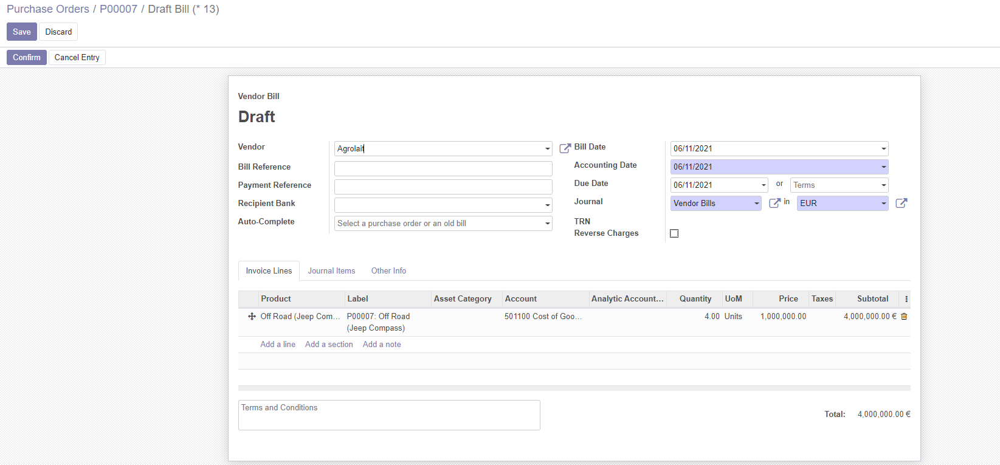 Purchase Orders / P00007 / Draft Bill (* 13)
Save Discard
Confirm Cancel Entry
Vendor Bill
Draft
Vendor Agrolait Bill Date 06/11/2021
Bill Reference Accounting Date 06/11/2021
Payment Reference Due Date 06/11/2021 or Terms
Recipient Bank Journal Vendor Bills in EUR
Auto-Complete Select a purchase order or an old bill TRN
Reverse Charges
Invoice Lines Journal Items Other Info
Product Label Asset Category Account Analytic Account... Quantity UoM Price Taxes Subtotal
Off Road (Jeep Com... P00007: Off Road 501100 Cost of Goo... 4.00 Units 1,000,000.00 4,000,000.00 €
(Jeep Compass)
Add a line Add a section Add a note
Terms and Conditions
Total: 4,000,000.00 €